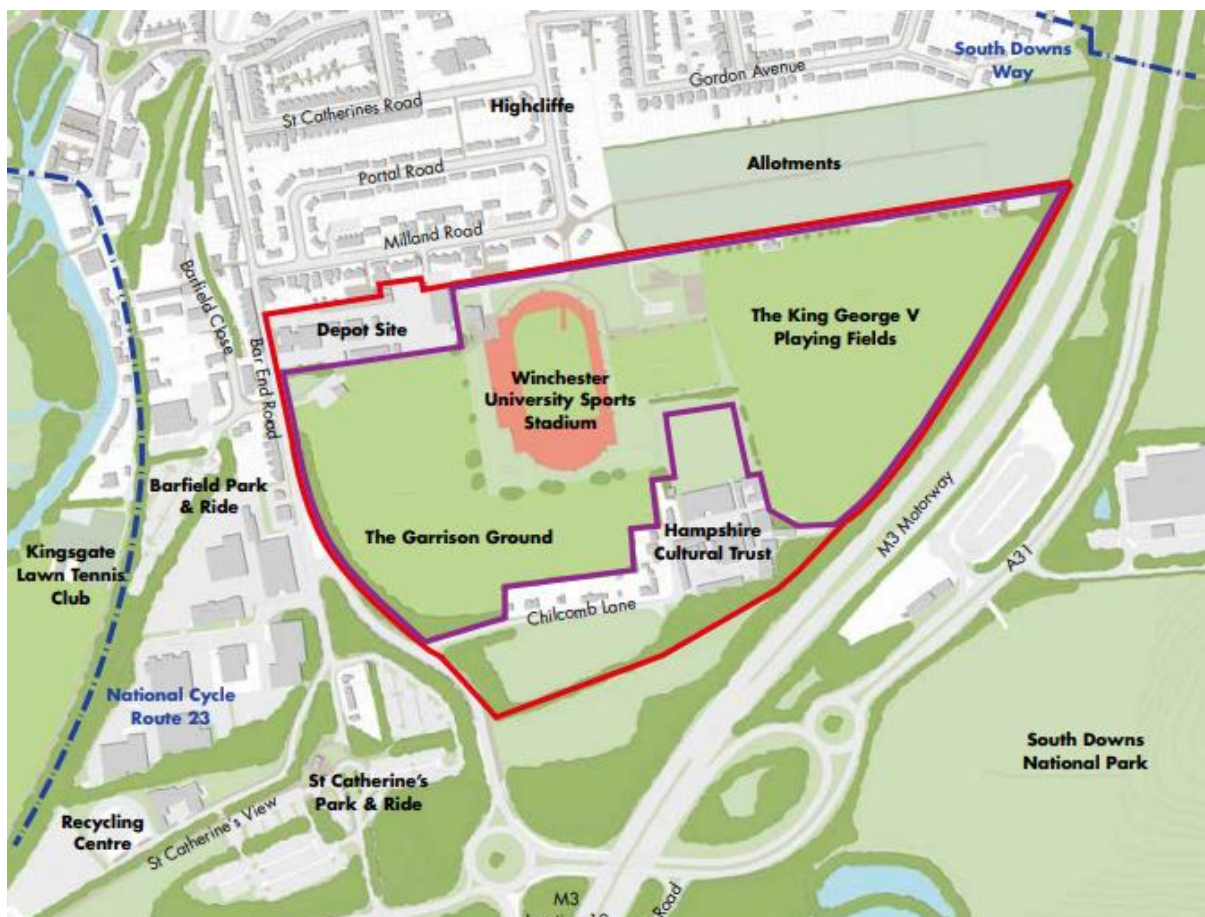 South Downs
Way
Gordon Avenue
St Catherines Road
Highcliffe
Allotments
Portal Road
Milland Road
Barfield Close
Bar End Road
Depot Site
The King George V
Playing Fields
Winchester
University Sports
Stadium
Barfield Park
& Ride
Kingsgate
Lawn Tennis
Club
The Garrison Ground
Hampshire
Cultural Trust
M3 Motorway
A31
Chilcomb Lane
National Cycle
Route 23
South Downs
National Park
St Catherine's
Park & Ride
Recycling
Centre
St Catherine's View
M3
Road